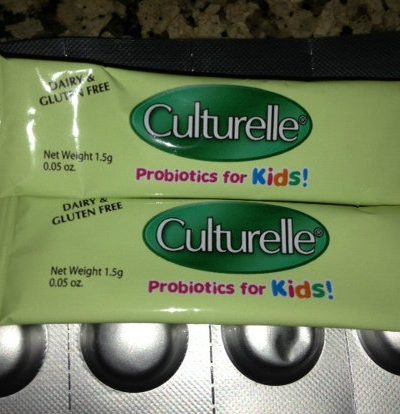 DAIRY &
GLUTEN FREE
Culturelle®
Net Weight 1.5g
0.05 oz.
Probiotics for Kids!
DAIRY &
GLUTEN FREE
Culturelle®
Net Weight 1.5g
0.05 oz.
Probiotics for Kids!